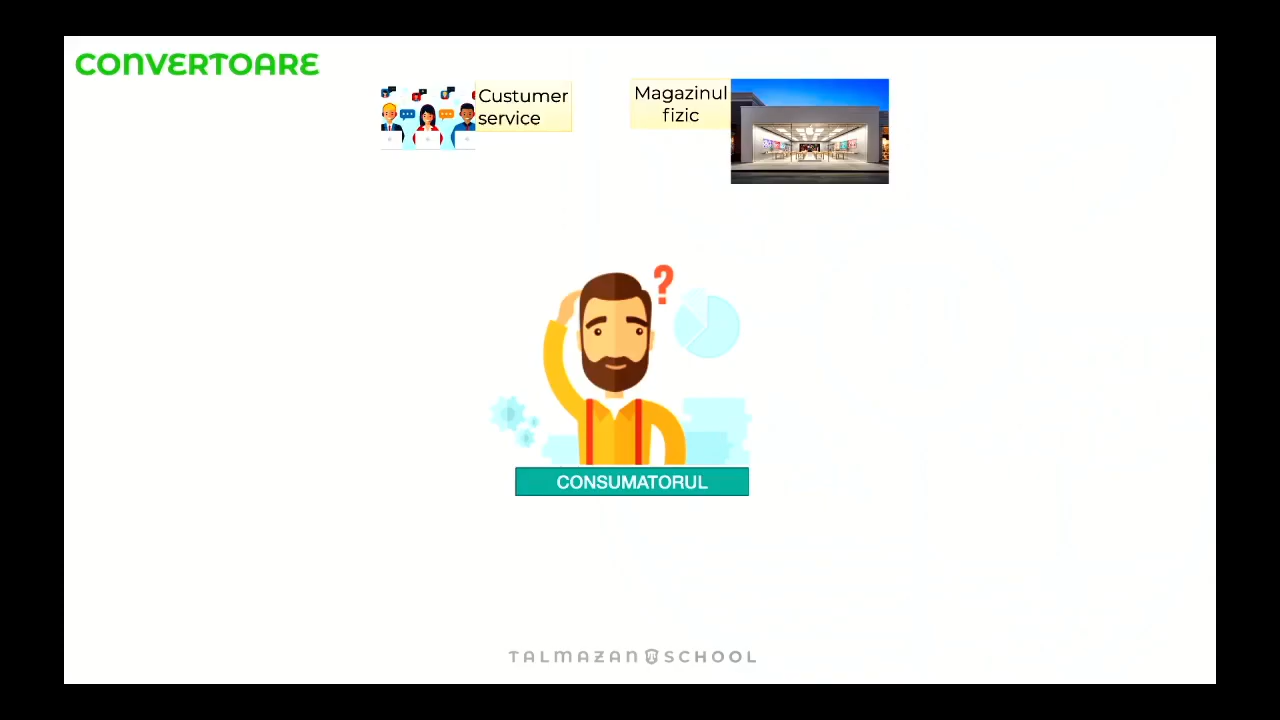 CONVERTOARE
Custumer
service
Magazinul
fizic
?
CONSUMATORUL
TALMAZAN SCHOOL